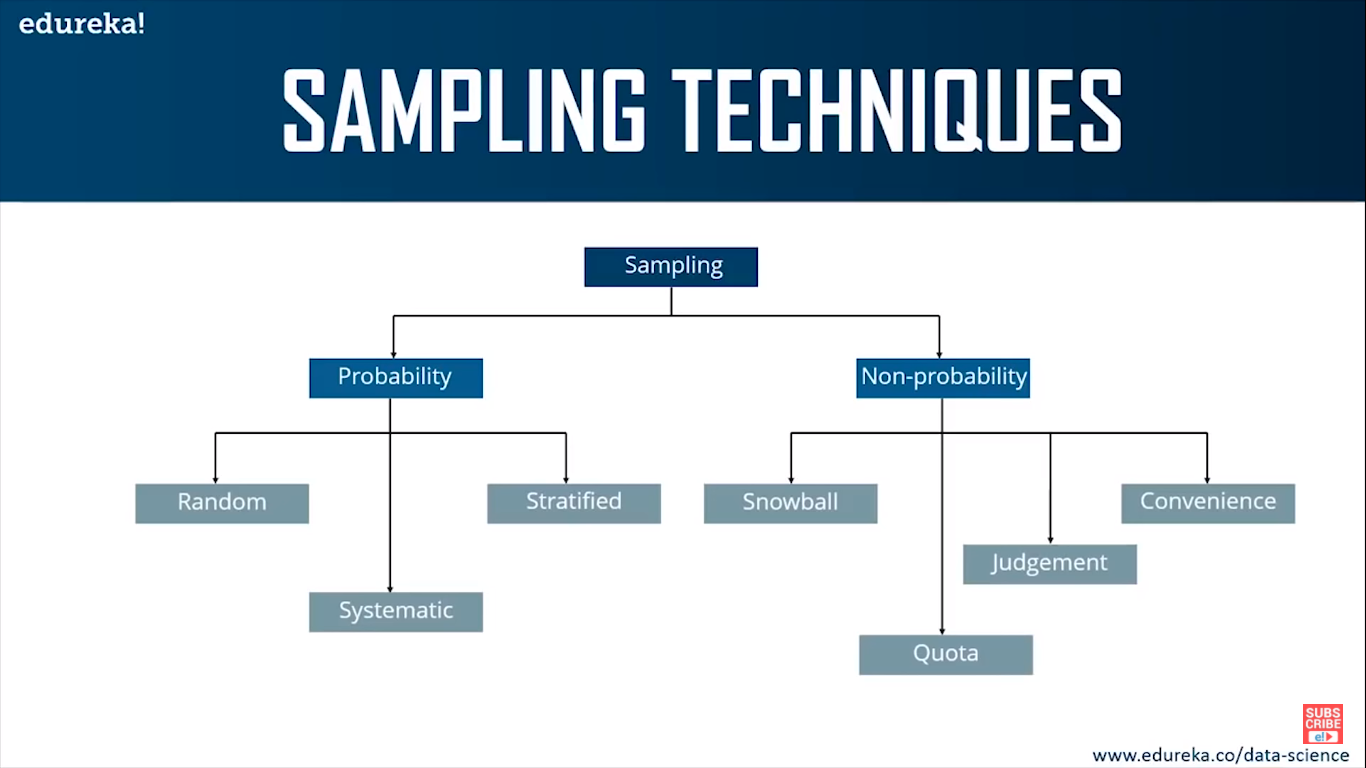 edureka!
SAMPLING TECHNIQUES
Sampling
Probability
Non-probability
Random
Stratified
Snowball
Convenience
Judgement
Systematic
Quota
SUBS
CRIBE
e!
www.edureka.co/data-science